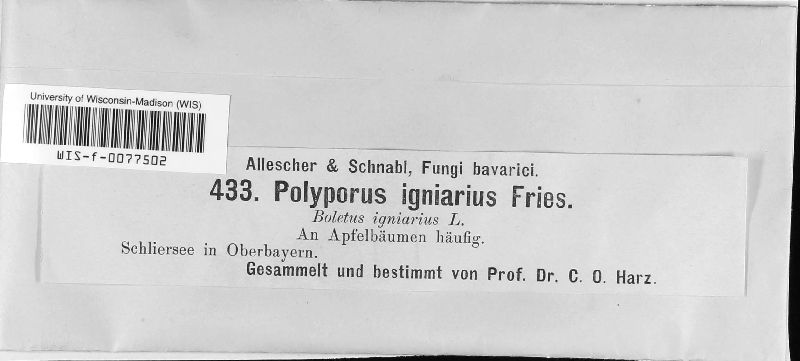 University of Wisconsin-Madison (WIS)
WIS-f-0077502
Allescher & Schnabl, Fungi bavarici.
433. Polyporus igniarius Fries.
Boletus igniarius L.
An Apfelbäumen häufig.
Schliersee in Oberbayern.
Gesammelt und bestimmt von Prof. Dr. C. O. Harz.